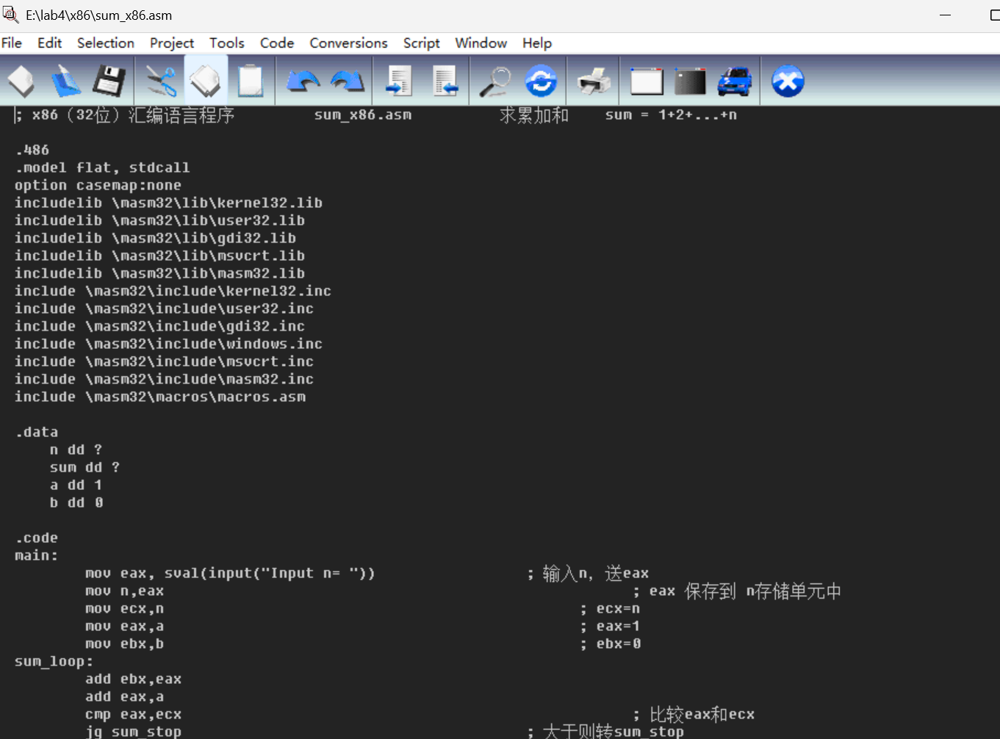 E:\lab4\x86\sum_x86.asm
File Edit Selection Project Tools Code Conversions Script Window Help
; x86（32位）汇编语言程序 sum_x86.asm 求累加和 sum = 1+2+...+n
.486
.model flat, stdcall
option casemap:none
includelib \masm32\lib\kernel32.lib
includelib \masm32\lib\user32.lib
includelib \masm32\lib\gdi32.lib
includelib \masm32\lib\msvcrt.lib
includelib \masm32\lib\masm32.lib
include \masm32\include\kernel32.inc
include \masm32\include\user32.inc
include \masm32\include\gdi32.inc
include \masm32\include\windows.inc
include \masm32\include\msvcrt.inc
include \masm32\include\masm32.inc
include \masm32\macros\macros.asm
.data
n dd ?
sum dd ?
a dd 1
b dd 0
.code
main:
mov eax, sval(input("Input n= ")) ; 输入n，送eax
mov n,eax ; eax 保存到 n存储单元中
mov ecx,n ; ecx=n
mov eax,a ; eax=1
mov ebx,b ; ebx=0
sum_loop:
add ebx,eax
add eax,a
cmp eax,ecx ; 比较eax和ecx
jg sum_stop ; 大于则转sum_stop